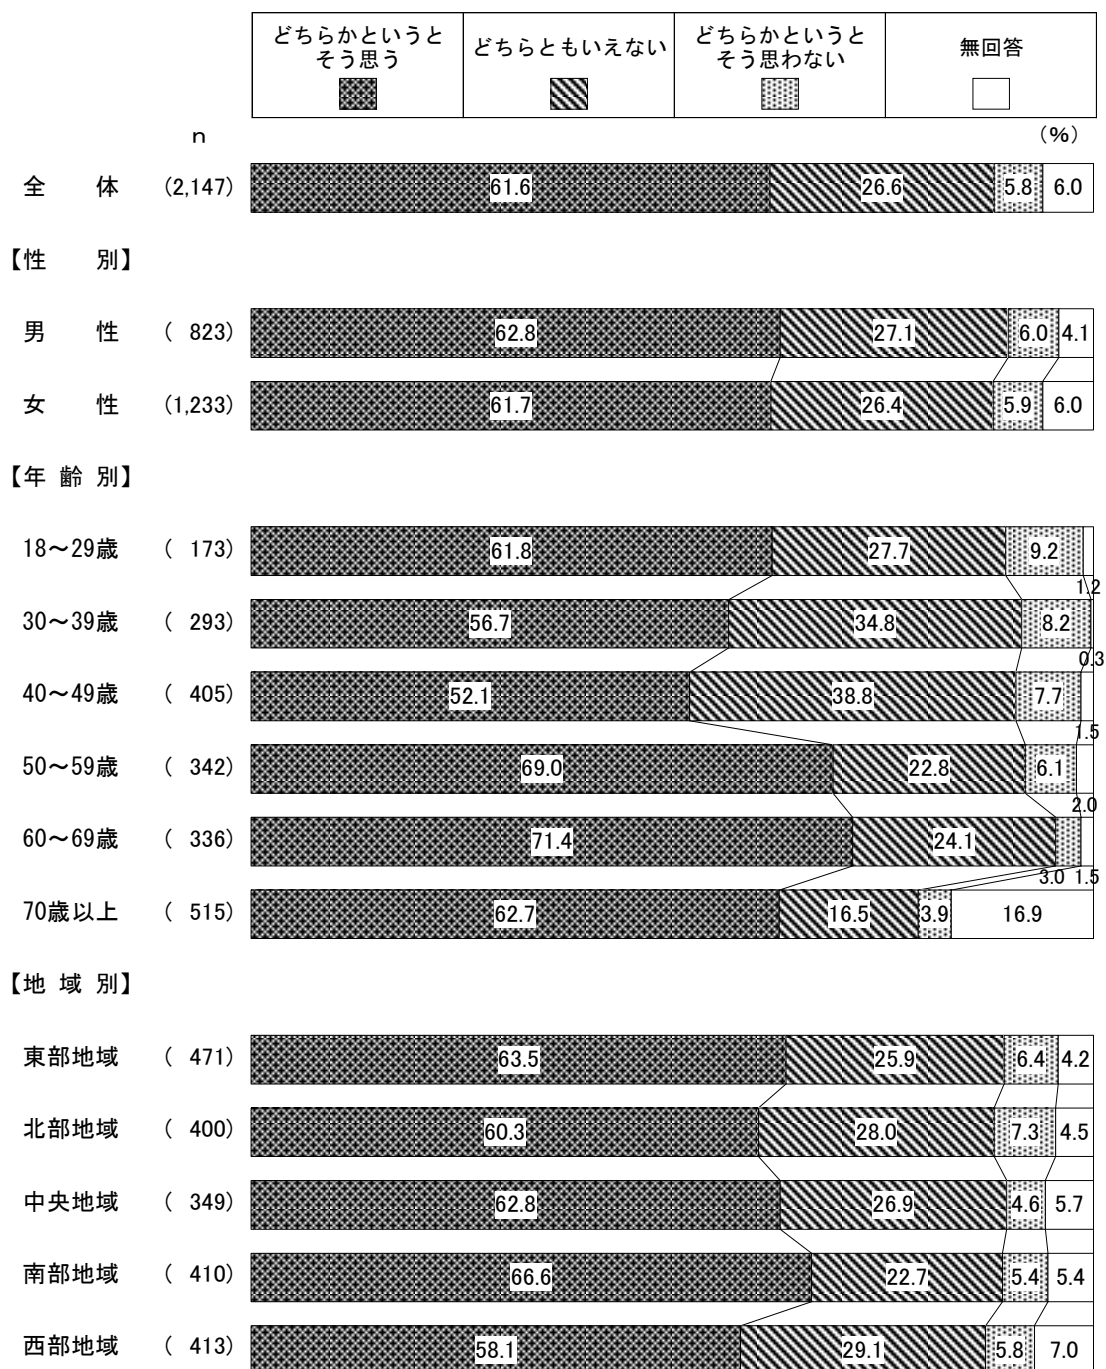 どちらかというと
そう思う
どちらともいえない
どちらかというと
そう思わない
無回答
n
(%)
全　体 (2,147) 61.6 26.6 5.8 6.0
【性　別】
男　性 ( 823) 62.8 27.1 6.0 4.1
女　性 (1,233) 61.7 26.4 5.9 6.0
【年 齢 別】
18～29歳 ( 173) 61.8 27.7 9.2
1.2
30～39歳 ( 293) 56.7 34.8 8.2
0.3
40～49歳 ( 405) 52.1 38.8 7.7
1.5
50～59歳 ( 342) 69.0 22.8 6.1
2.0
60～69歳 ( 336) 71.4 24.1
3.0 1.5
70歳以上 ( 515) 62.7 16.5 3.9 16.9
【地 域 別】
東部地域 ( 471) 63.5 25.9 6.4 4.2
北部地域 ( 400) 60.3 28.0 7.3 4.5
中央地域 ( 349) 62.8 26.9 4.6 5.7
南部地域 ( 410) 66.6 22.7 5.4 5.4
西部地域 ( 413) 58.1 29.1 5.8 7.0